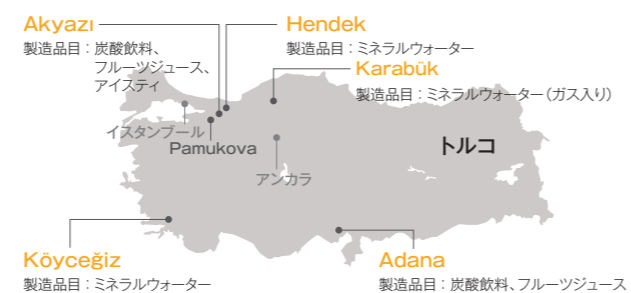 Akyazı
製造品目：炭酸飲料、
フルーツジュース、
アイスティ
Hendek
製造品目：ミネラルウォーター
Karabük
製造品目：ミネラルウォーター（ガス入り）
イスタンブール
Pamukova
アンカラ
トルコ
Köyceğiz
製造品目：ミネラルウォーター
Adana
製造品目：炭酸飲料、フルーツジュース